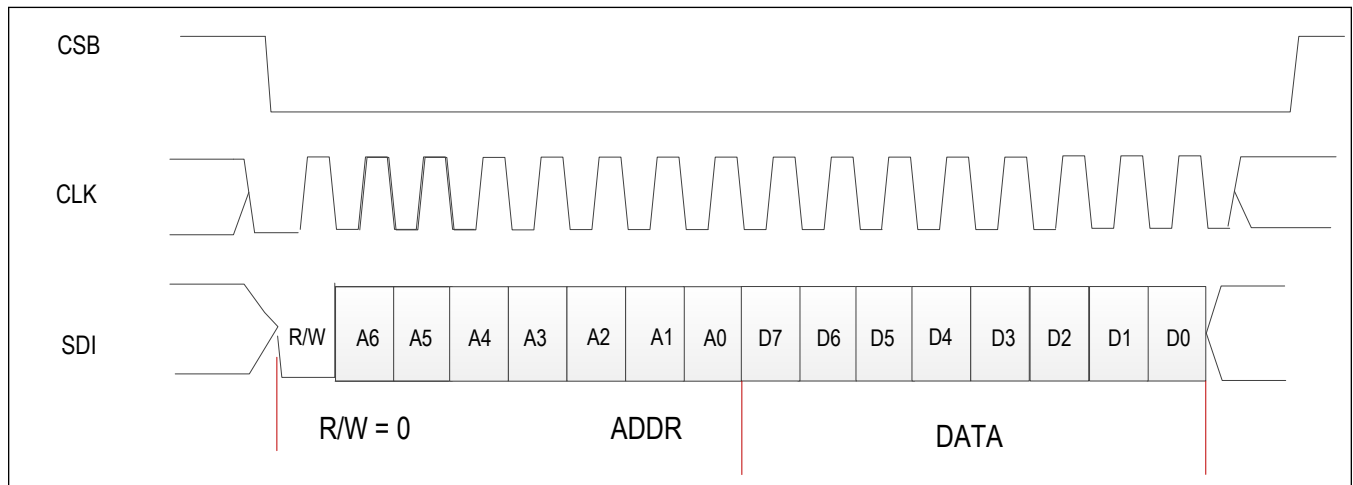 CSB
CLK
SDI
R/W A6 A5 A4 A3 A2 A1 A0 D7 D6 D5 D4 D3 D2 D1 D0
R/W = 0 ADDR DATA